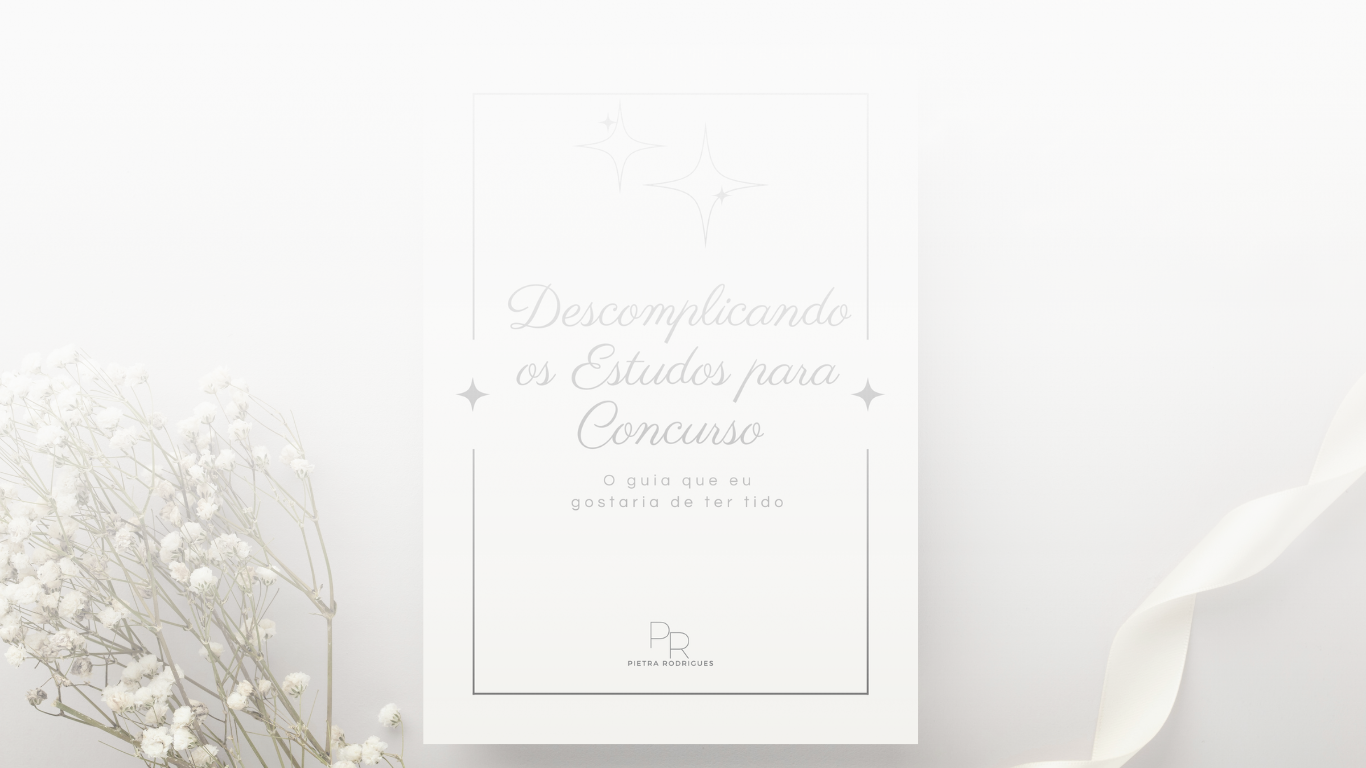 Descomplicando
os Estudos para
Concurso
O guia que eu
gostaria de ter tido
PR
PIETRA RODRIGUES